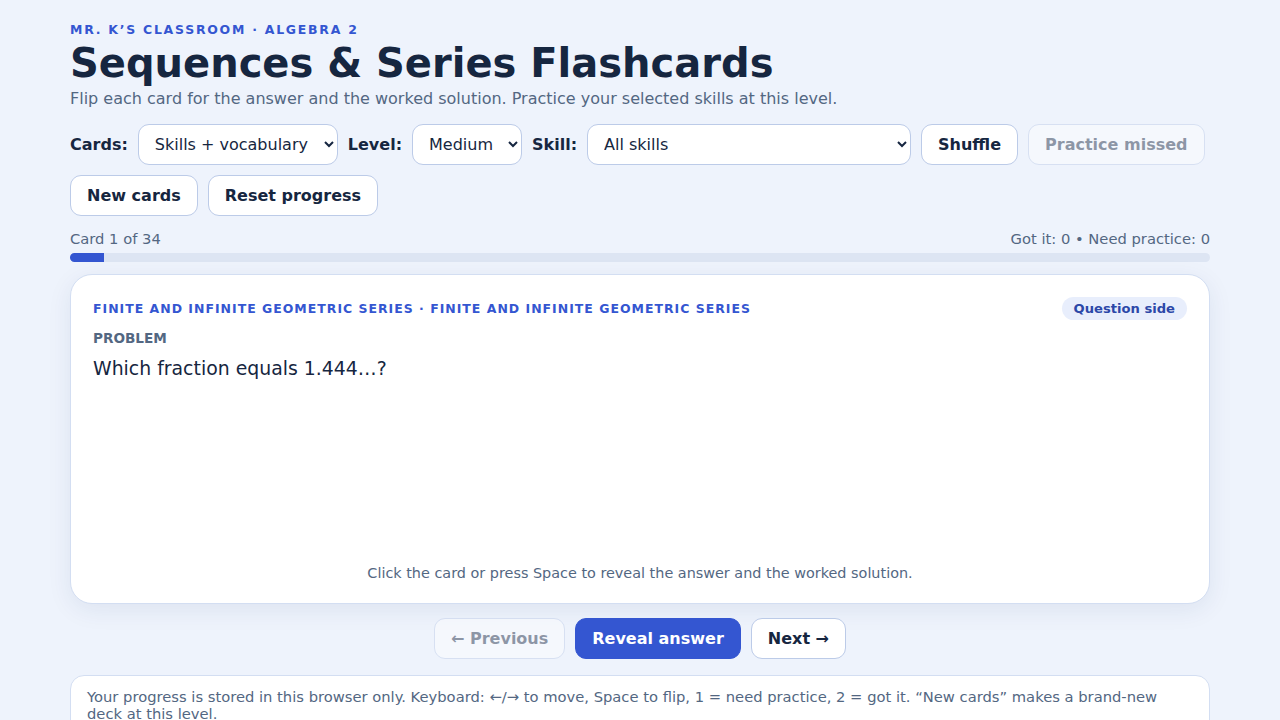 MR. K’S CLASSROOM · ALGEBRA 2
Sequences & Series Flashcards
Flip each card for the answer and the worked solution. Practice your selected skills at this level.
Cards: Skills + vocabulary Level: Medium Skill: All skills Shuffle Practice missed
New cards Reset progress
Card 1 of 34 Got it: 0 • Need practice: 0
FINITE AND INFINITE GEOMETRIC SERIES · FINITE AND INFINITE GEOMETRIC SERIES Question side
PROBLEM
Which fraction equals 1.444…?
Click the card or press Space to reveal the answer and the worked solution.
← Previous Reveal answer Next →
Your progress is stored in this browser only. Keyboard: ←/→ to move, Space to flip, 1 = need practice, 2 = got it. “New cards” makes a brand-new
deck at this level.